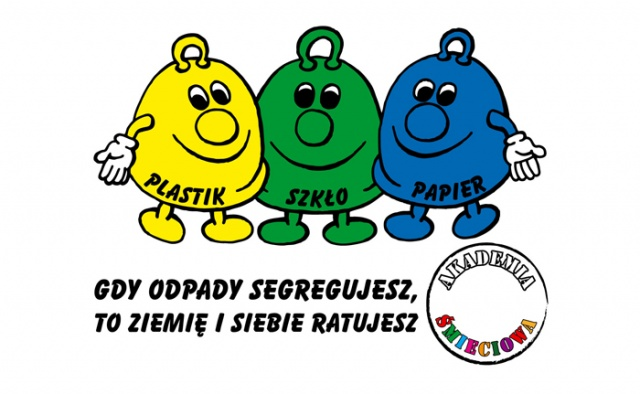 PLASTIK
SZKŁO
PAPIER
GDY ODPADY SEGREGUJESZ,
TO ZIEMIĘ I SIEBIE RATUJESZ
AKADEMIA
ŚMIECIOWA